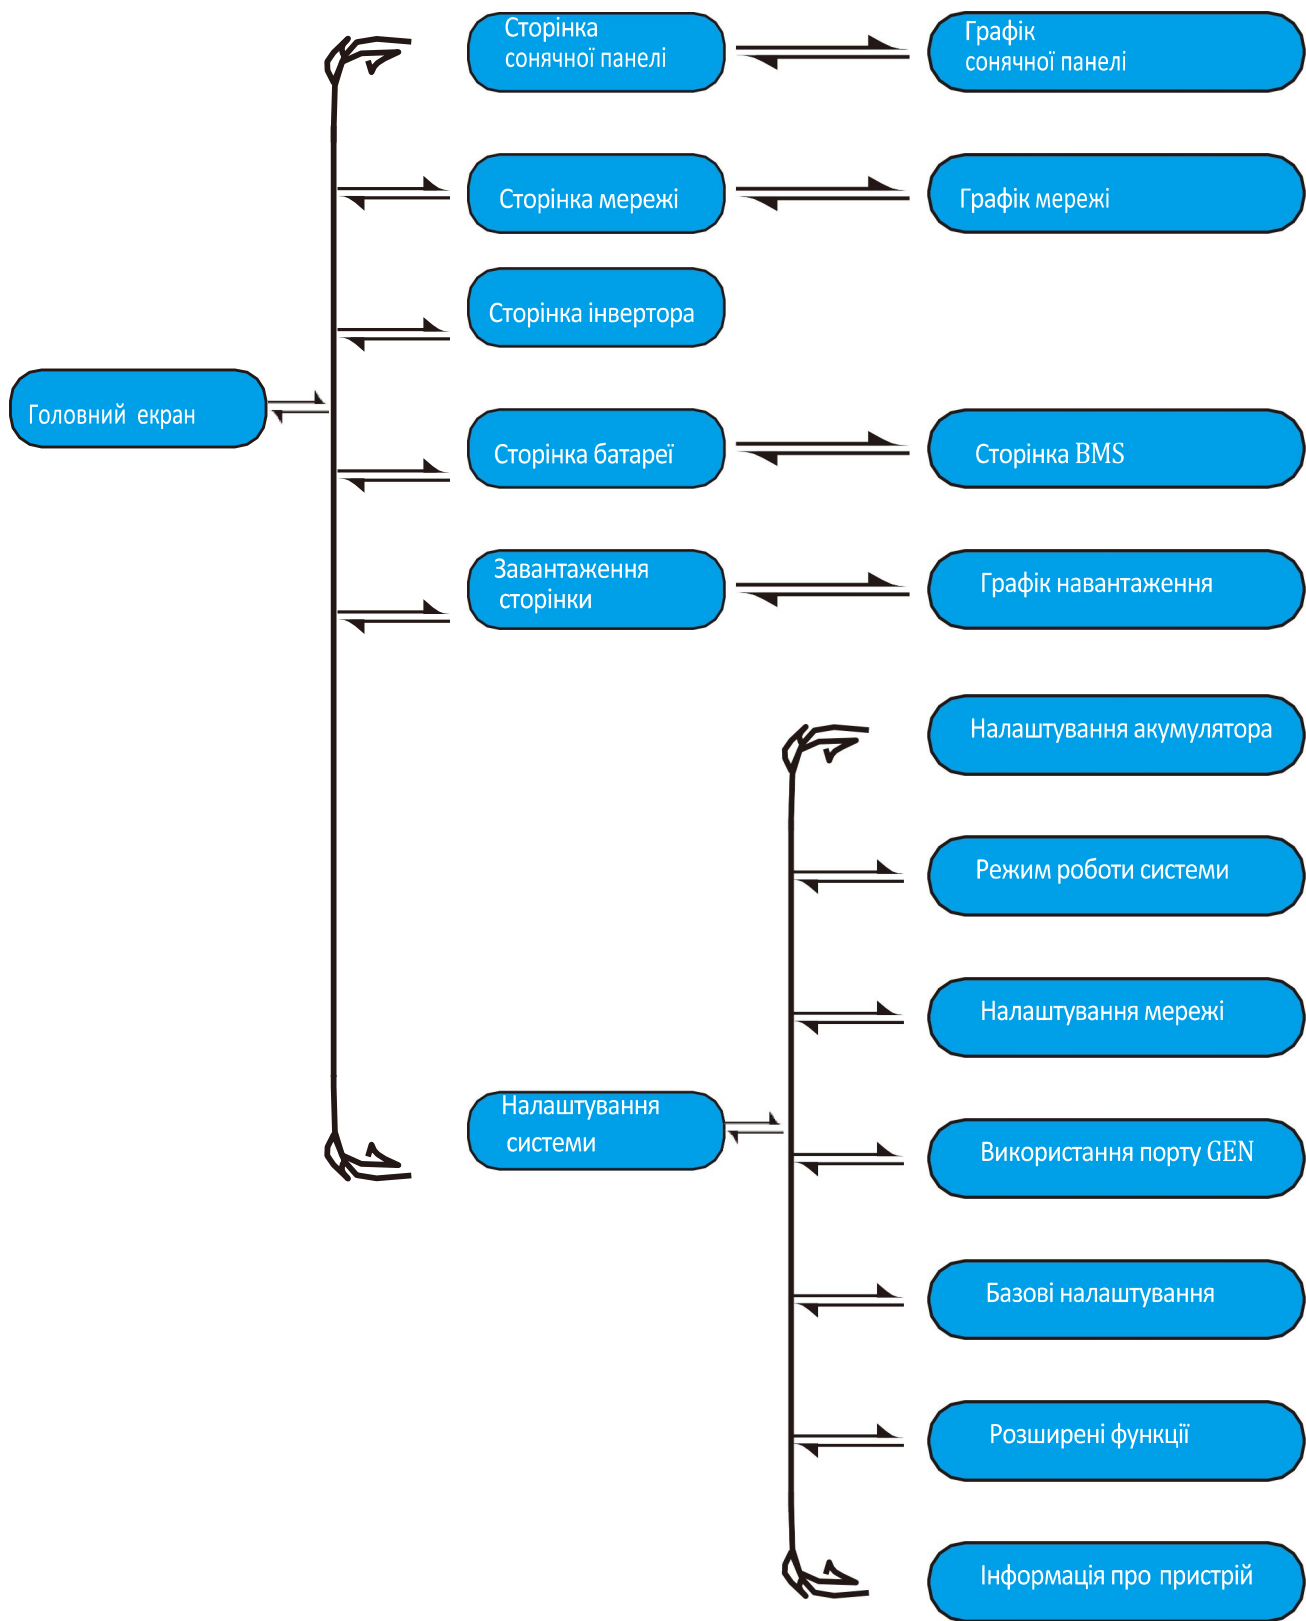 Сторінка
сонячної панелі
Графік
сонячної панелі
Сторінка мережі
Графік мережі
Сторінка інвертора
Головний екран
Сторінка батареї
Сторінка BMS
Завантаження
сторінки
Графік навантаження
Налаштування акумулятора
Режим роботи системи
Налаштування мережі
Налаштування
системи
Використання порту GEN
Базові налаштування
Розширені функції
Інформація про пристрій